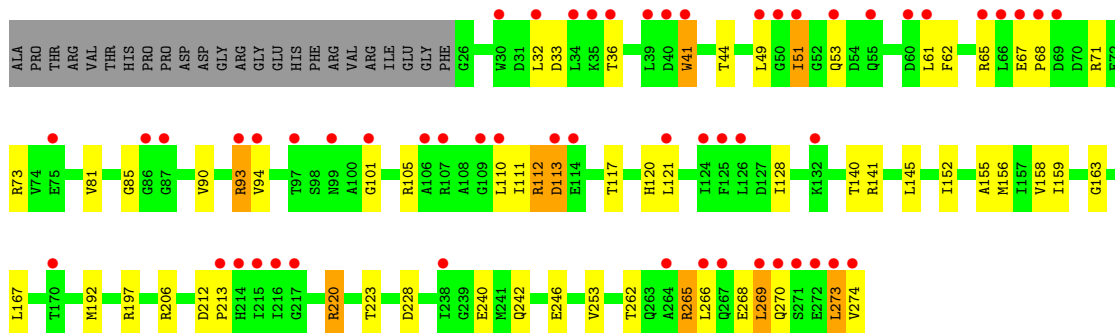 ALA PRO THR ARG VAL THR HIS PRO PRO ASP ASP GLY ARG GLY GLU HIS PHE ARG VAL ARG ILE GLU GLY PHE G26 W30 D31 L32 D33 L34 K35 T36 L39 D40 W41 T44 L49 G50 I51 G52 Q53 D54 Q55 D60 L61 F62 R65 L66 E67 P68 D69 D70 R71
R73 V74 E75 V81 G85 G86 G87 V90 R93 V94 T97 S98 N99 A100 G101 R105 A106 R107 A108 G109 L110 I111 R112 D113 E114 T117 H120 L121 I124 F125 L126 D127 I128 K132 T140 R141 L145 I152 A155 M156 I157 V158 I159 G163
L167 T170 M192 R197 R206 D212 P213 H214 I215 I216 G217 R220 T223 D228 I238 G239 E240 M241 Q242 E246 V253 T262 Q263 A264 R265 L266 Q267 E268 L269 Q270 S271 E272 L273 V274